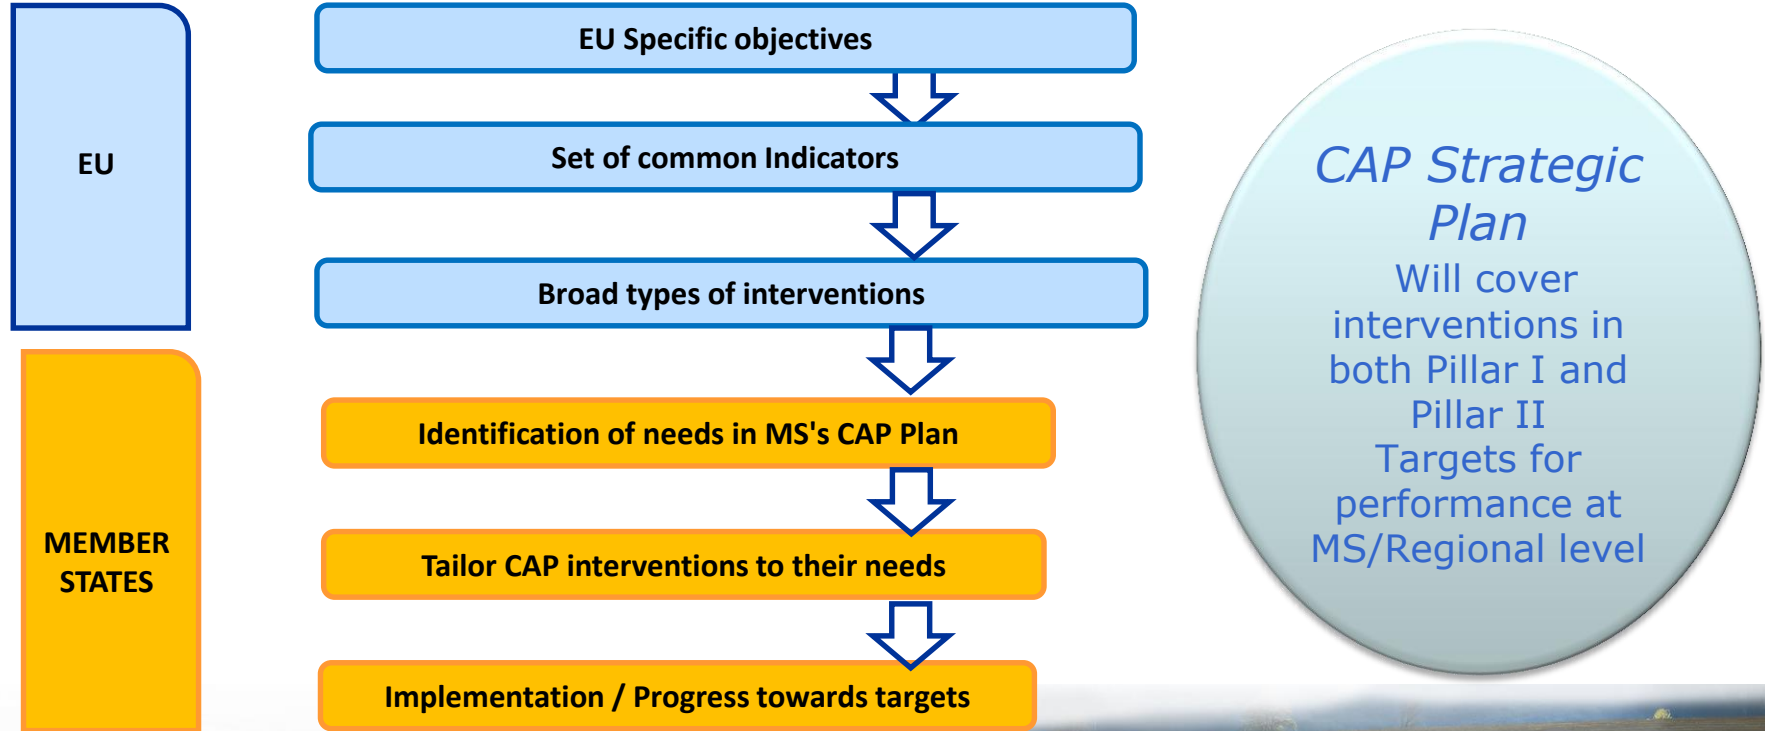 EU
EU Specific objectives
Set of common Indicators
Broad types of interventions
MEMBER
STATES
Identification of needs in MS's CAP Plan
Tailor CAP interventions to their needs
Implementation / Progress towards targets
CAP Strategic
Plan
Will cover
interventions in
both Pillar I and
Pillar II
Targets for
performance at
MS/Regional level